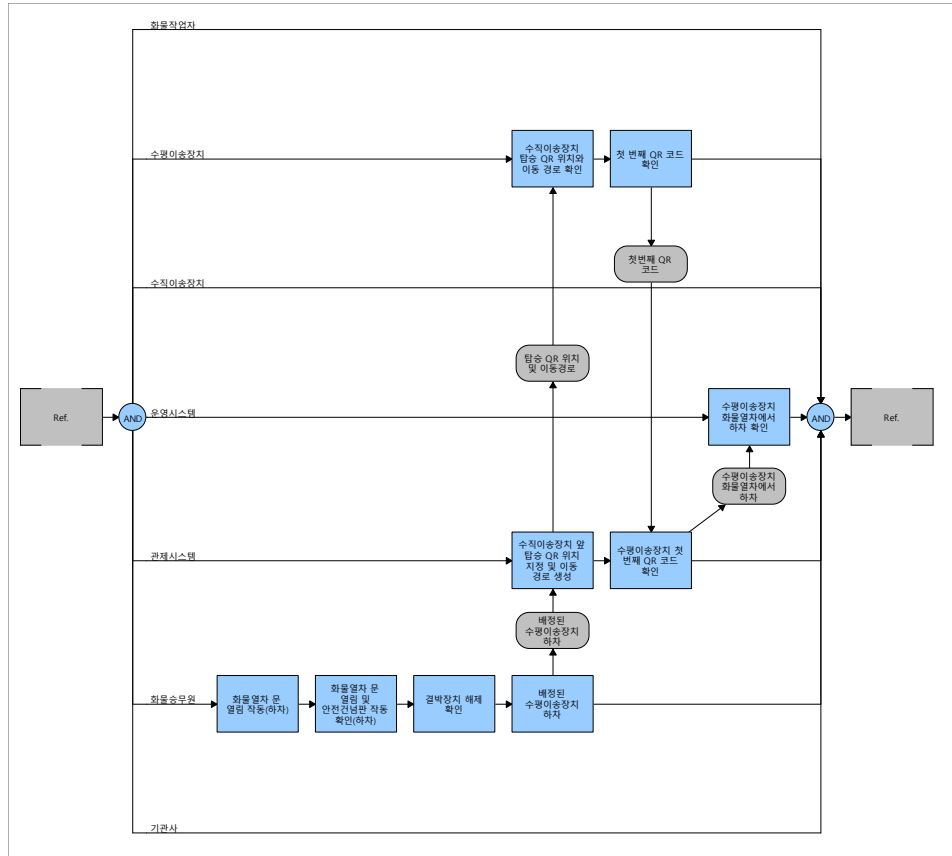 화물작업자
수평이송장치
수직이송장치
탑승 QR 위치와
이동 경로 확인
첫 번째 QR 코드
확인
첫번째 QR
코드
수직이송장치
탑승 QR 위치
및 이동경로
Ref.
AND
운영시스템
수평이송장치
화물열차에서
하차 확인
AND
Ref.
수평이송장치
화물열차에서
하차
관제시스템
수직이송장치 앞
탑승 QR 위치
지정 및 이동
경로 생성
수평이송장치 첫
번째 QR 코드
확인
배정된
수평이송장치
하차
화물승무원
화물열차 문
열림 작동(하차)
화물열차 문
열림 및
안전건넘판 작동
확인(하차)
결박장치 해제
확인
배정된
수평이송장치
하차
기관사